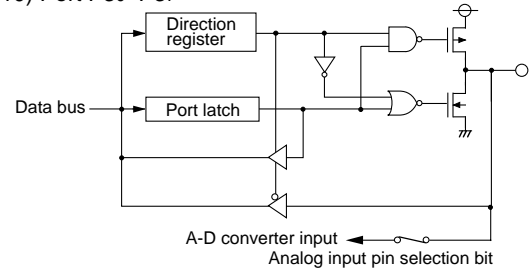 Direction
register
Data bus
Port latch
A-D converter input
Analog input pin selection bit